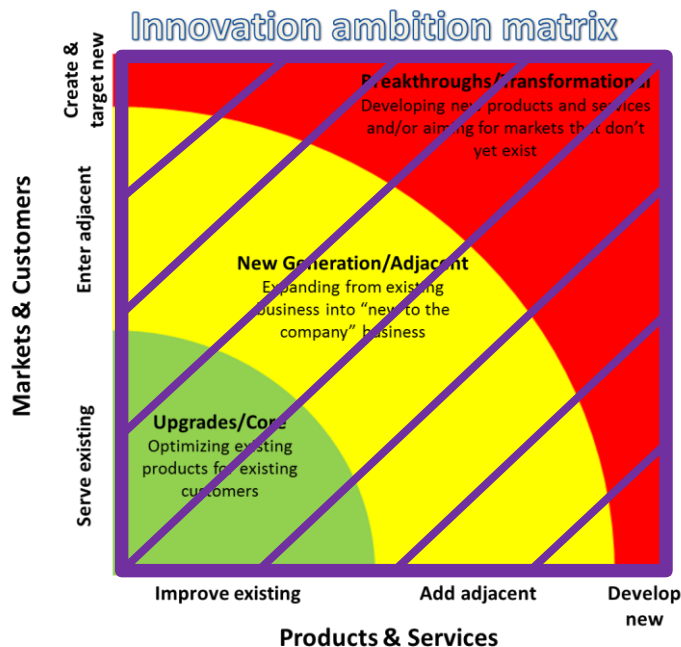 Innovation ambition matrix
Create &
target new
Enter adjacent
Serve existing
Markets & Customers
Breakthroughs/Transformational
Developing new products and services
and/or aiming for markets that don't
yet exist
New Generation/Adjacent
Expanding from existing
business into “new to the
company” business
Upgrades/Core
Optimizing existing
products for existing
customers
Improve existing
Add adjacent
Develop
new
Products & Services